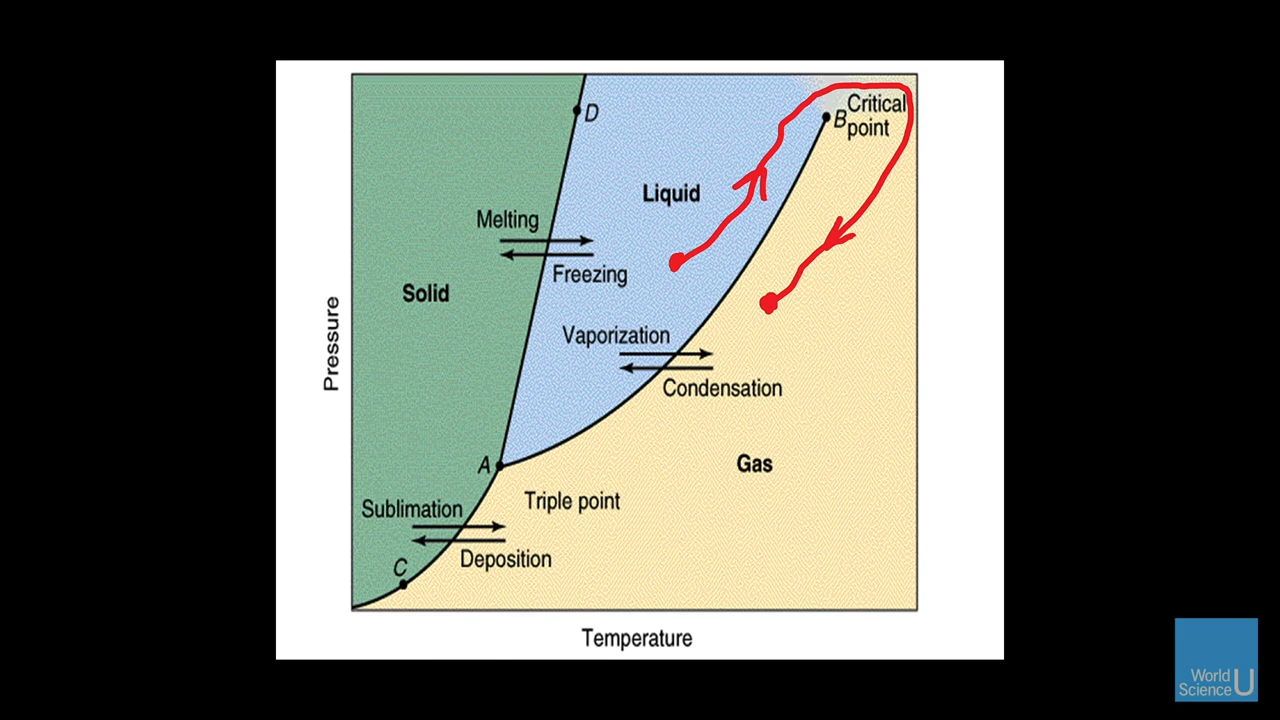 D
B
Critical
point
Liquid
Melting
Freezing
Solid
Vaporization
Condensation
Pressure
A
Gas
Triple point
Sublimation
Deposition
C
Temperature
World
Science U